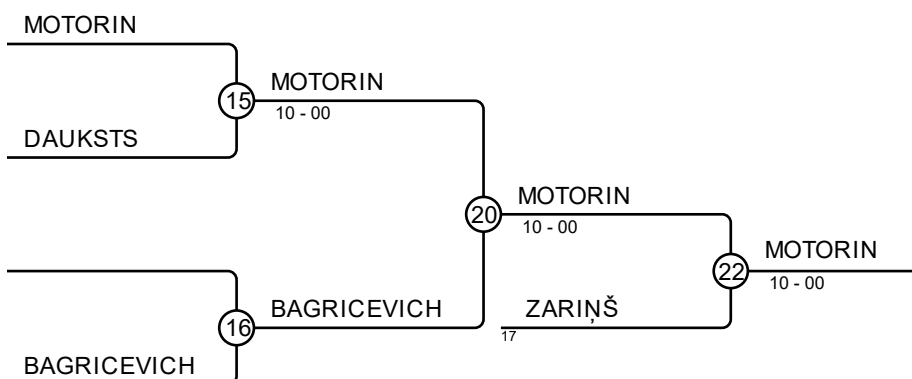 MOTORIN
15
MOTORIN
10 - 00
DAUKSTS
20
MOTORIN
10 - 00
22
MOTORIN
10 - 00
16
BAGRICEVICH
17
ZARIŅŠ
BAGRICEVICH